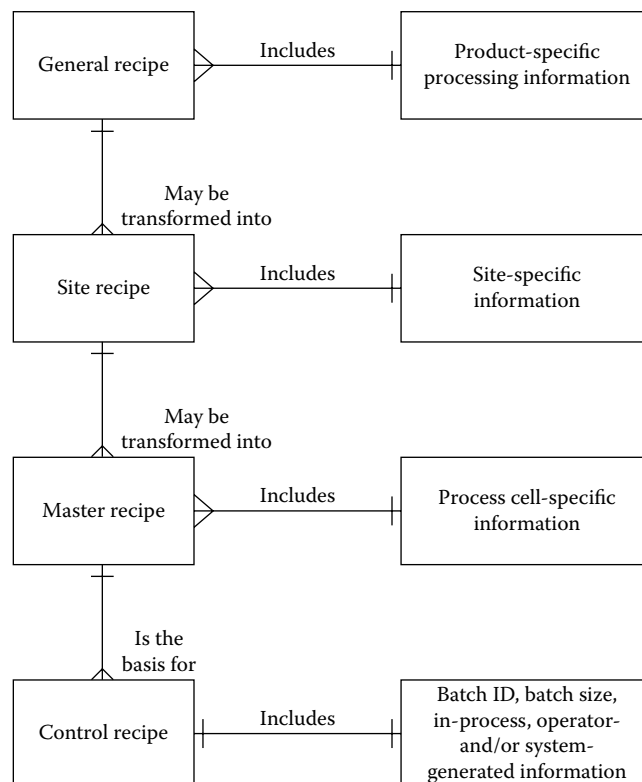 General recipe
Includes
Product-specific
processing information
May be
transformed into
Site recipe
Includes
Site-specific
information
May be
transformed into
Master recipe
Includes
Process cell-specific
information
Is the
basis for
Control recipe
Includes
Batch ID, batch size,
in-process, operator-
and/or system-
generated information